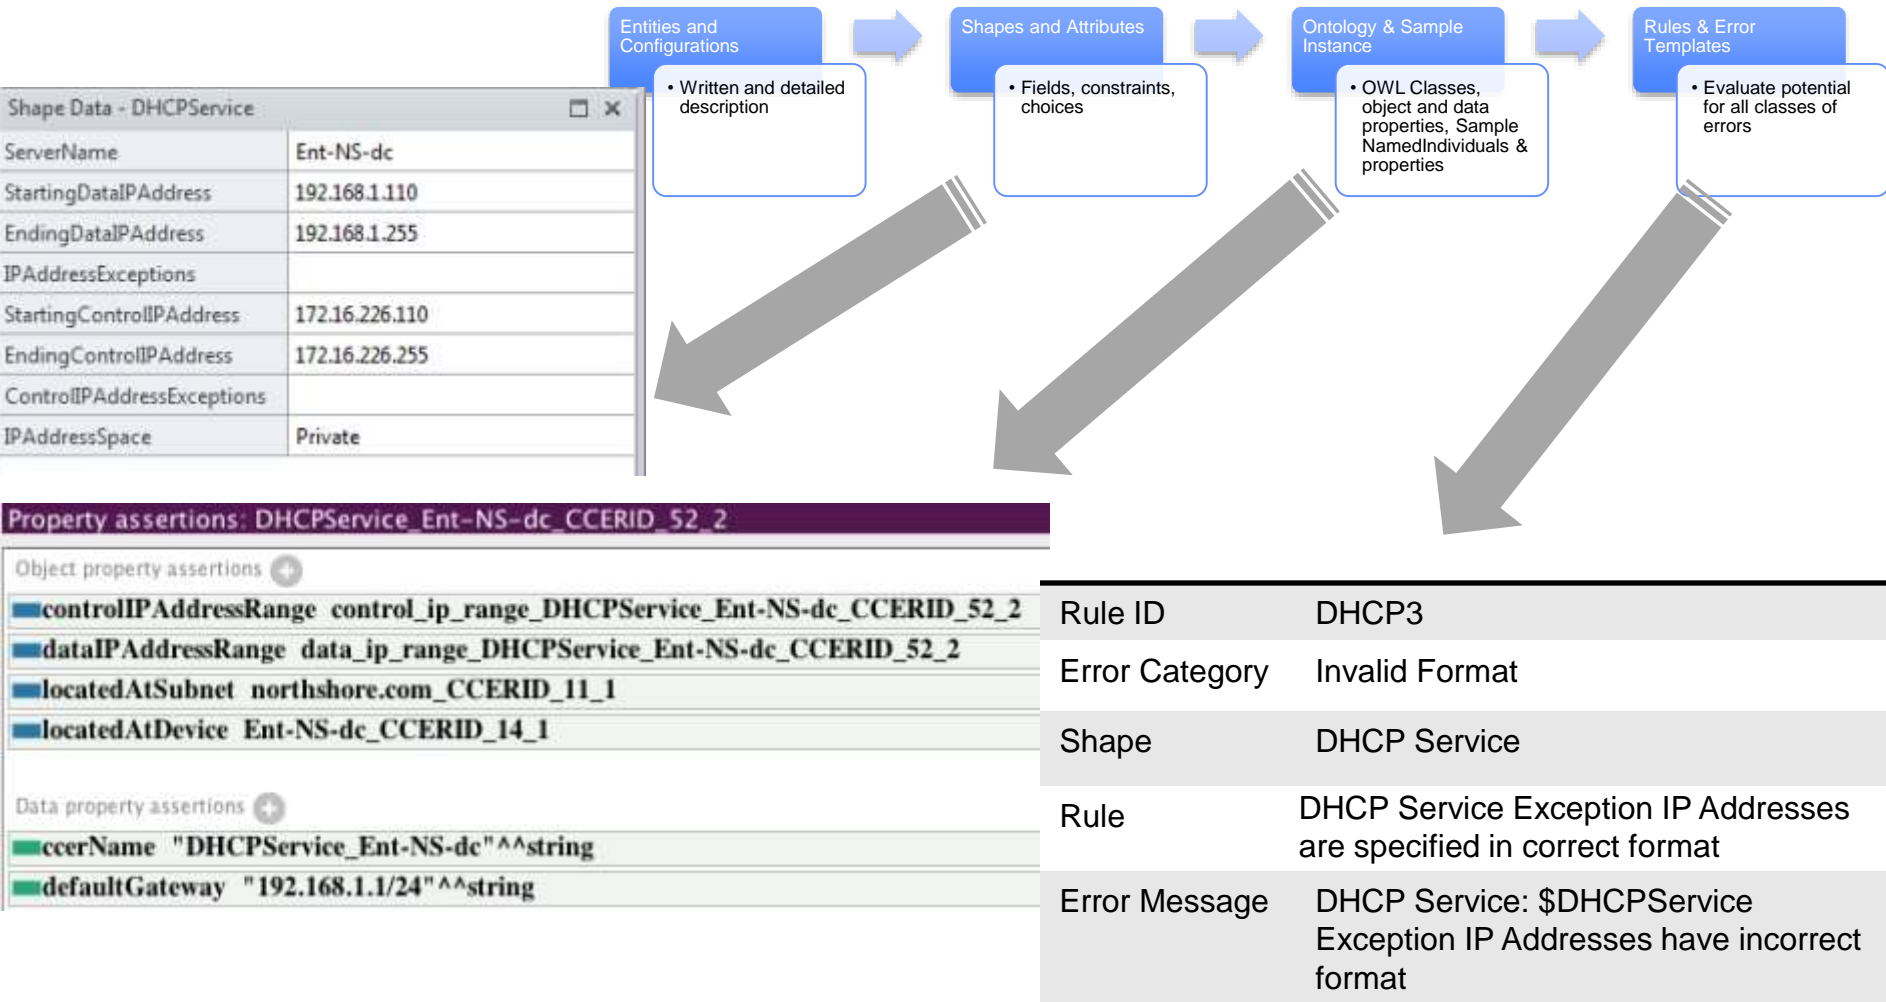 Entities and
Configurations
• Written and detailed
description
Shapes and Attributes
• Fields, constraints,
choices
Ontology & Sample
Instance
• OWL Classes,
object and data
properties, Sample
NamedIndividuals &
properties
Rules & Error
Templates
• Evaluate potential
for all classes of
errors
Shape Data - DHCPService
ServerName Ent-NS-dc
StartingDataIPAddress 192.168.1.110
EndingDataIPAddress 192.168.1.255
IPAddressExceptions
StartingControlIPAddress 172.16.226.110
EndingControlIPAddress 172.16.226.255
ControlIPAddressExceptions
IPAddressSpace Private
Property assertions: DHCPService_Ent-NS-dc_CCERID_52_2
Object property assertions
controlIPAddressRange control_ip_range_DHCPService_Ent-NS-dc_CCERID_52_2
dataIPAddressRange data_ip_range_DHCPService_Ent-NS-dc_CCERID_52_2
locatedAtSubnet northshore.com_CCERID_11_1
locatedAtDevice Ent-NS-dc_CCERID_14_1
Data property assertions
ccerName "DHCPService_Ent-NS-dc"^^string
defaultGateway "192.168.1.1/24"^^string
Rule ID DHCP3
Error Category Invalid Format
Shape DHCP Service
Rule DHCP Service Exception IP Addresses
are specified in correct format
Error Message DHCP Service: $DHCPService
Exception IP Addresses have incorrect
format